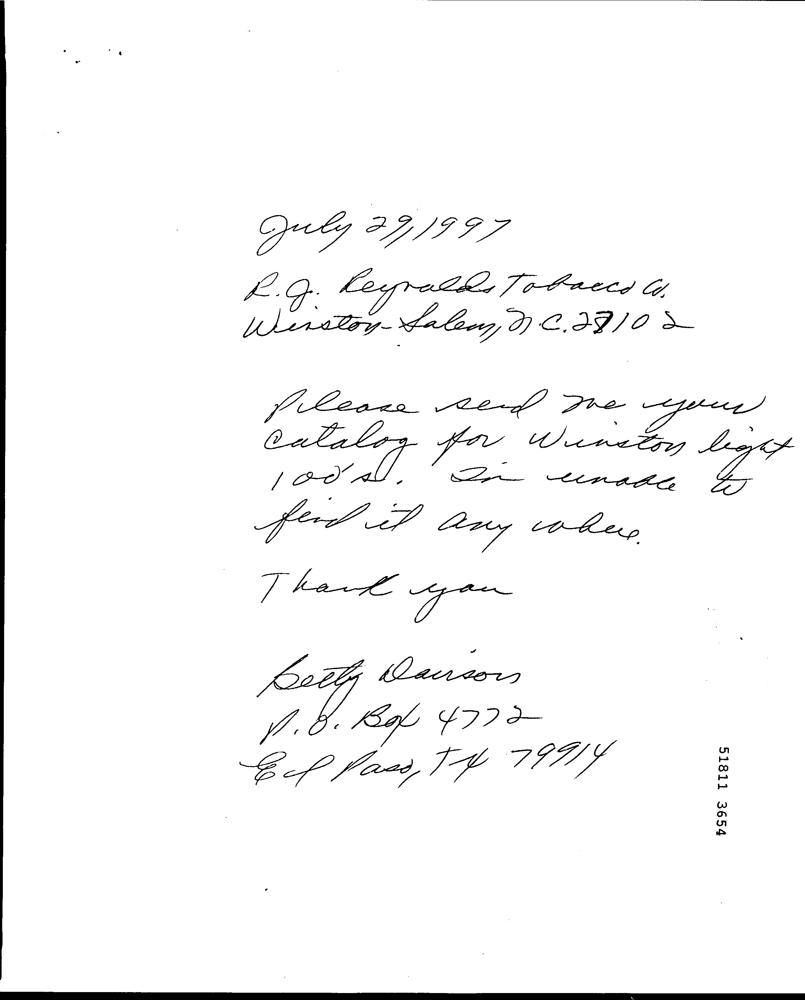 July 29, 1997
R.J. Reynolds Tobacco Co.
Winston-Salem, N.C. 27102
Please send me your
catalog for Winston light
100's. Im unable to
find it any where.
Thank you
Betty
P.O. Box 4772
El Paso, TX 79914
51811 3654